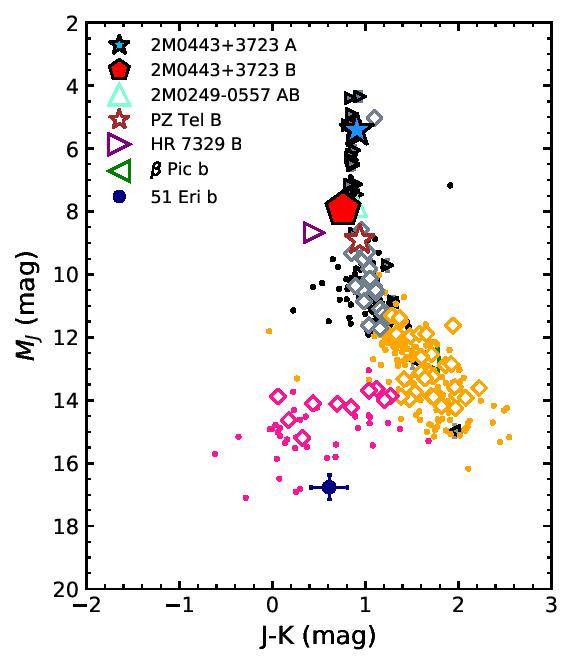 2
4
6
8
10
12
14
16
18
20
M_J (mag)
2M0443+3723 A
2M0443+3723 B
2M0249-0557 AB
PZ Tel B
HR 7329 B
β Pic b
51 Eri b
−2 −1 0 1 2 3
J-K (mag)